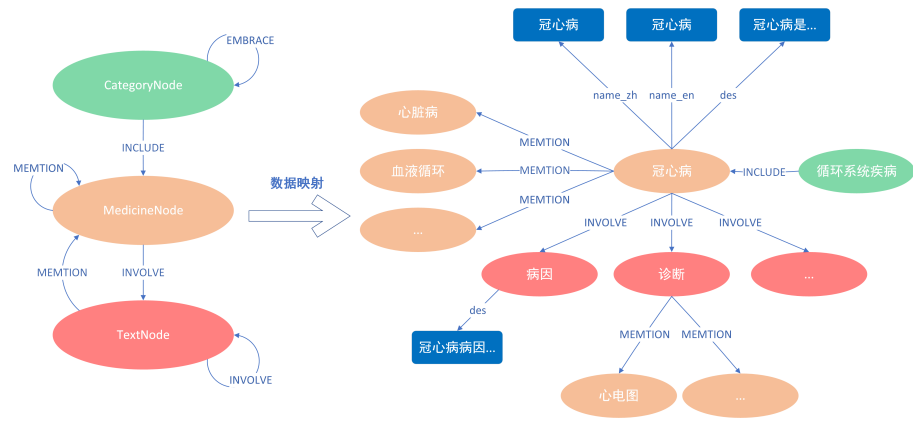 EMBRACE
CategoryNode
INCLUDE
MEMTION
MedicineNode
MEMTION
INVOLVE
TextNode
INVOLVE
数据映射
冠心病
冠心病
冠心病是...
name_zh
name_en
des
心脏病
MEMTION
血液循环
MEMTION
冠心病
INCLUDE
循环系统疾病
...
MEMTION
INVOLVE
INVOLVE
INVOLVE
病因
诊断
...
des
冠心病病因...
MEMTION
MEMTION
心电图
...